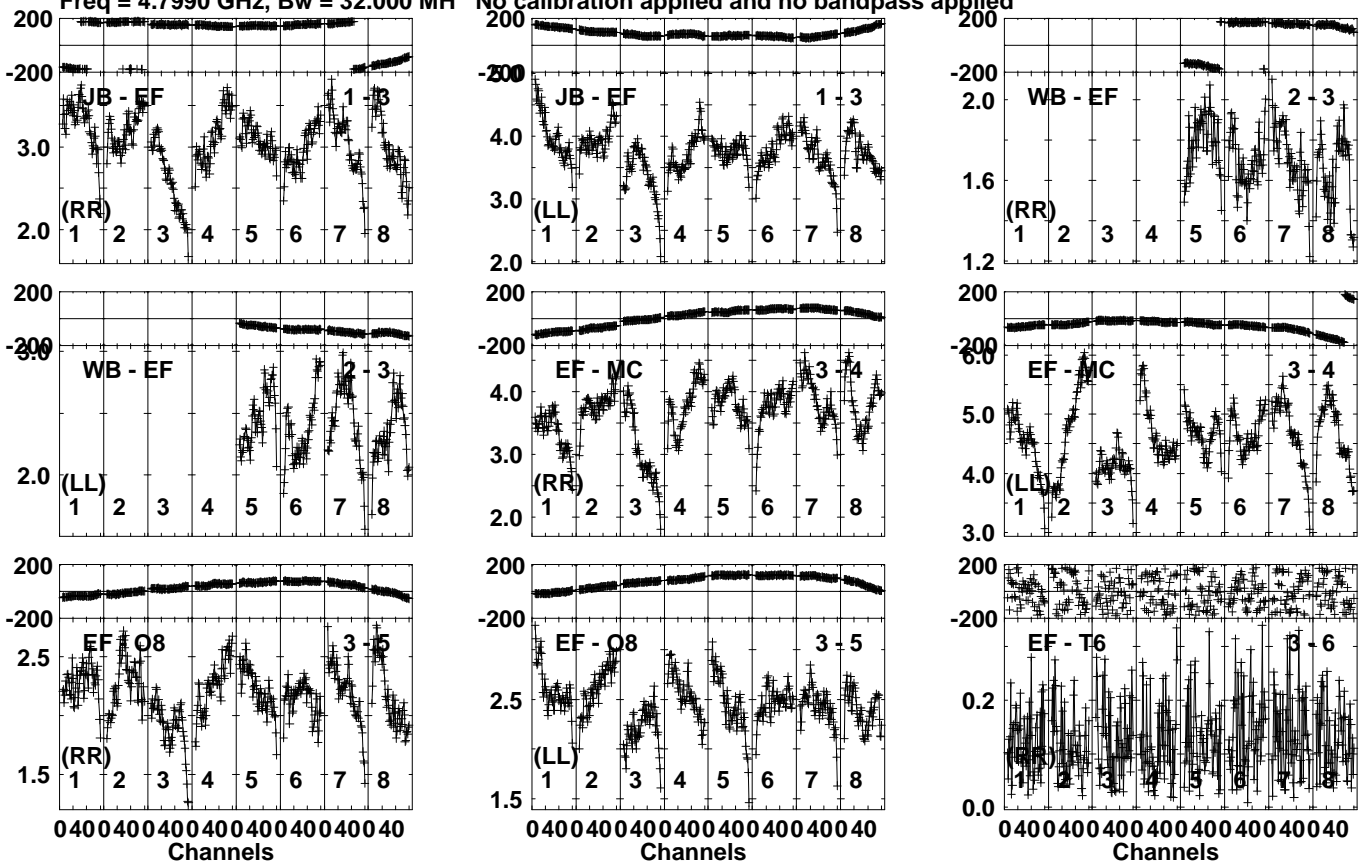 Freq = 4.7990 GHz, Bw = 32.000 MH No calibration applied and no bandpass applied
200 200 200
-200 -200 -200
5.0 JB - EF 1 - 3 JB - EF 1 - 3 WB - EF 2 - 3
2.0
4.0
3.0
3.0 1.6
(RR) (LL) (RR)
2.0
1 2 3 4 5 6 7 8 1 2 3 4 5 6 7 8 1 2 3 4 5 6 7 8
2.0 1.2
200 200 200
-200 -200 -200
3.0 6.0
WB - EF 2 - 3 EF - MC 3 - 4 EF - MC 3 - 4
4.0
5.0
3.0
2.0 4.0
(LL) (RR) (LL)
1 2 3 4 5 6 7 8 1 2 3 4 5 6 7 8 1 2 3 4 5 6 7 8
2.0
3.0
200 200 200
-200 -200 -200
EF - O8 3 - 5 EF - O8 3 - 5 EF - T6 3 - 6
2.5
2.5 0.2
(RR) (LL) (RR)
1.5
1 2 3 4 5 6 7 8 1 2 3 4 5 6 7 8 1 2 3 4 5 6 7 8
1.5 0.0
0 40 0 40 0 40 0 40 0 40 0 40 0 40 0 40 0 40 0 40 0 40 0 40 0 40 0 40 0 40 0 40 0 40 0 40 0 40 0 40 0 40 0 40 0 40 0 40
Channels Channels Channels